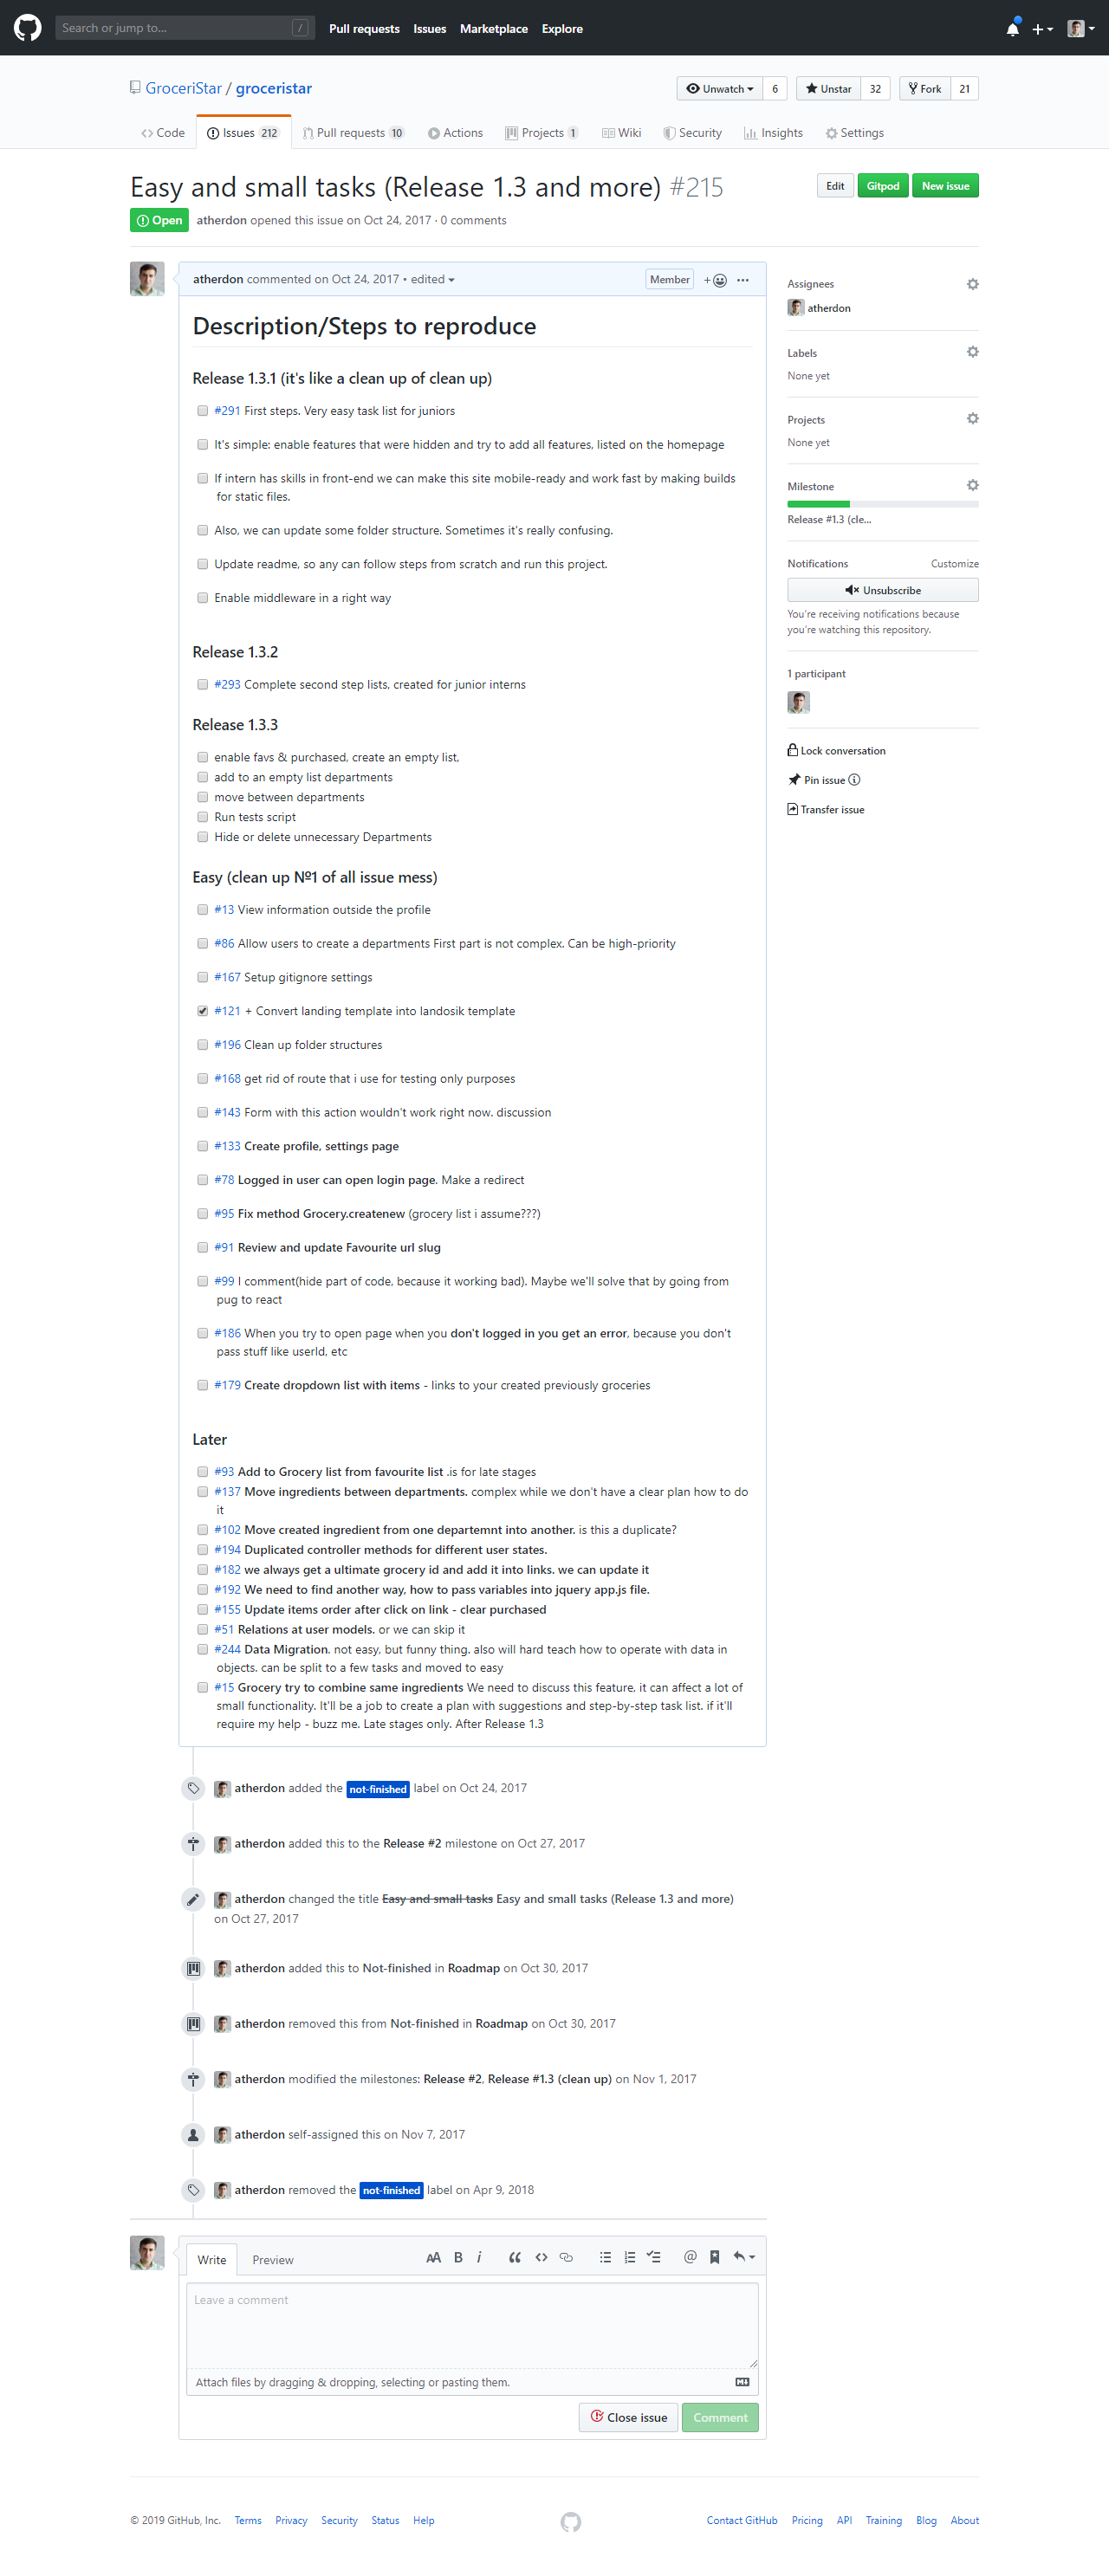 Search or jump to...
/
Pull requests
Issues
Marketplace
Explore
GroceriStar / groceristar
Unwatch
6
Unstar
32
Fork
21
Code
Issues 212
Pull requests 10
Actions
Projects 1
Wiki
Security
Insights
Settings
Easy and small tasks (Release 1.3 and more) #215
Edit
Gitpod
New issue
Open
atherdon opened this issue on Oct 24, 2017 · 0 comments
atherdon commented on Oct 24, 2017 • edited
Member
Description/Steps to reproduce
Release 1.3.1 (it's like a clean up of clean up)
#291 First steps. Very easy task list for juniors
It's simple: enable features that were hidden and try to add all features, listed on the homepage
If intern has skills in front-end we can make this site mobile-ready and work fast by making builds
for static files.
Also, we can update some folder structure. Sometimes it's really confusing.
Update readme, so any can follow steps from scratch and run this project.
Enable middleware in a right way
Release 1.3.2
#293 Complete second step lists, created for junior interns
Release 1.3.3
enable favs & purchased, create an empty list,
add to an empty list departments
move between departments
Run tests script
Hide or delete unnecessary Departments
Easy (clean up №1 of all issue mess)
#13 View information outside the profile
#86 Allow users to create a departments First part is not complex. Can be high-priority
#167 Setup gitignore settings
#121 + Convert landing template into landosik template
#196 Clean up folder structures
#168 get rid of route that i use for testing only purposes
#143 Form with this action wouldn't work right now. discussion
#133 Create profile, settings page
#78 Logged in user can open login page. Make a redirect
#95 Fix method Grocery.createnew (grocery list i assume???)
#91 Review and update Favourite url slug
#99 I comment(hide part of code, because it working bad). Maybe we'll solve that by going from
pug to react
#186 When you try to open page when you don't logged in you get an error, because you don't
pass stuff like userId, etc
#179 Create dropdown list with items - links to your created previously groceries
Later
#93 Add to Grocery list from favourite list .is for late stages
#137 Move ingredients between departments. complex while we don't have a clear plan how to do
it
#102 Move created ingredient from one departemnt into another. is this a duplicate?
#194 Duplicated controller methods for different user states.
#182 we always get a ultimate grocery id and add it into links. we can update it
#192 We need to find another way, how to pass variables into jquery app.js file.
#155 Update items order after click on link - clear purchased
#51 Relations at user models. or we can skip it
#244 Data Migration. not easy, but funny thing. also will hard teach how to operate with data in
objects. can be split to a few tasks and moved to easy
#15 Grocery try to combine same ingredients We need to discuss this feature, it can affect a lot of
small functionality. It'll be a job to create a plan with suggestions and step-by-step task list. if it'll
require my help - buzz me. Late stages only. After Release 1.3
Assignees
atherdon
Labels
None yet
Projects
None yet
Milestone
Release #1.3 (cle...
Notifications
Customize
Unsubscribe
You're receiving notifications because
you're watching this repository.
1 participant
Lock conversation
Pin issue
Transfer issue
atherdon added the not-finished label on Oct 24, 2017
atherdon added this to the Release #2 milestone on Oct 27, 2017
atherdon changed the title Easy and small tasks Easy and small tasks (Release 1.3 and more)
on Oct 27, 2017
atherdon added this to Not-finished in Roadmap on Oct 30, 2017
atherdon removed this from Not-finished in Roadmap on Oct 30, 2017
atherdon modified the milestones: Release #2, Release #1.3 (clean up) on Nov 1, 2017
atherdon self-assigned this on Nov 7, 2017
atherdon removed the not-finished label on Apr 9, 2018
Write
Preview
AA B i
Leave a comment
Attach files by dragging & dropping, selecting or pasting them.
Close issue
Comment
© 2019 GitHub, Inc.
Terms
Privacy
Security
Status
Help
Contact GitHub
Pricing
API
Training
Blog
About